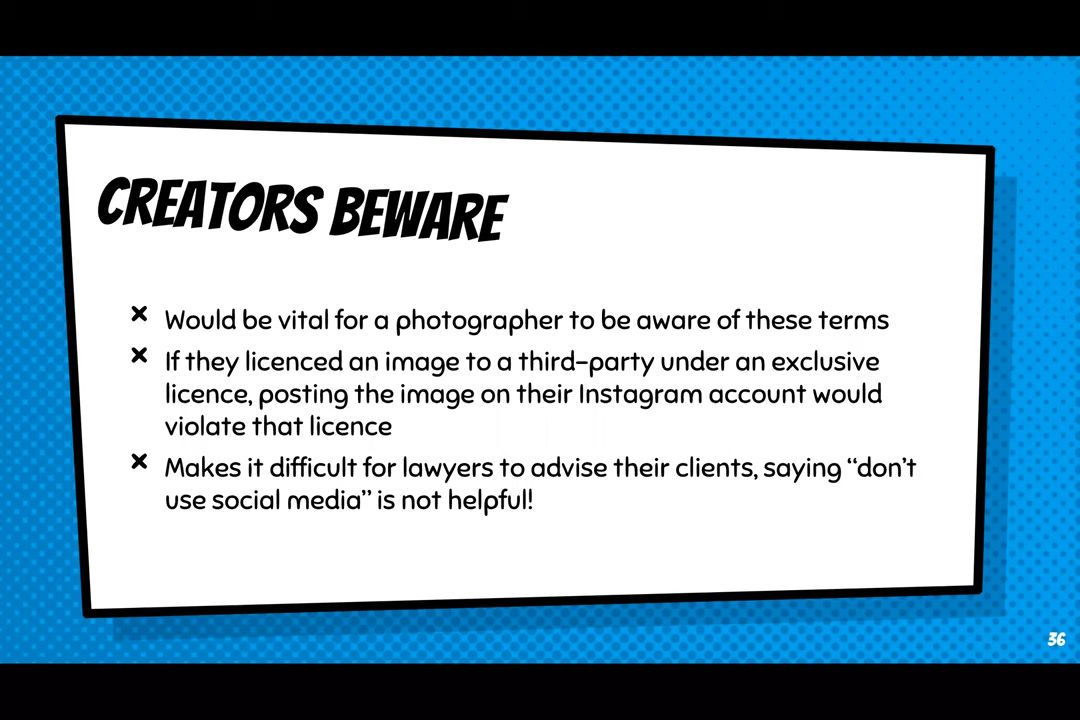 CREATORS BEWARE
× Would be vital for a photographer to be aware of these terms
× If they licenced an image to a third-party under an exclusive
licence, posting the image on their Instagram account would
violate that licence
× Makes it difficult for lawyers to advise their clients, saying “don’t
use social media” is not helpful!
36